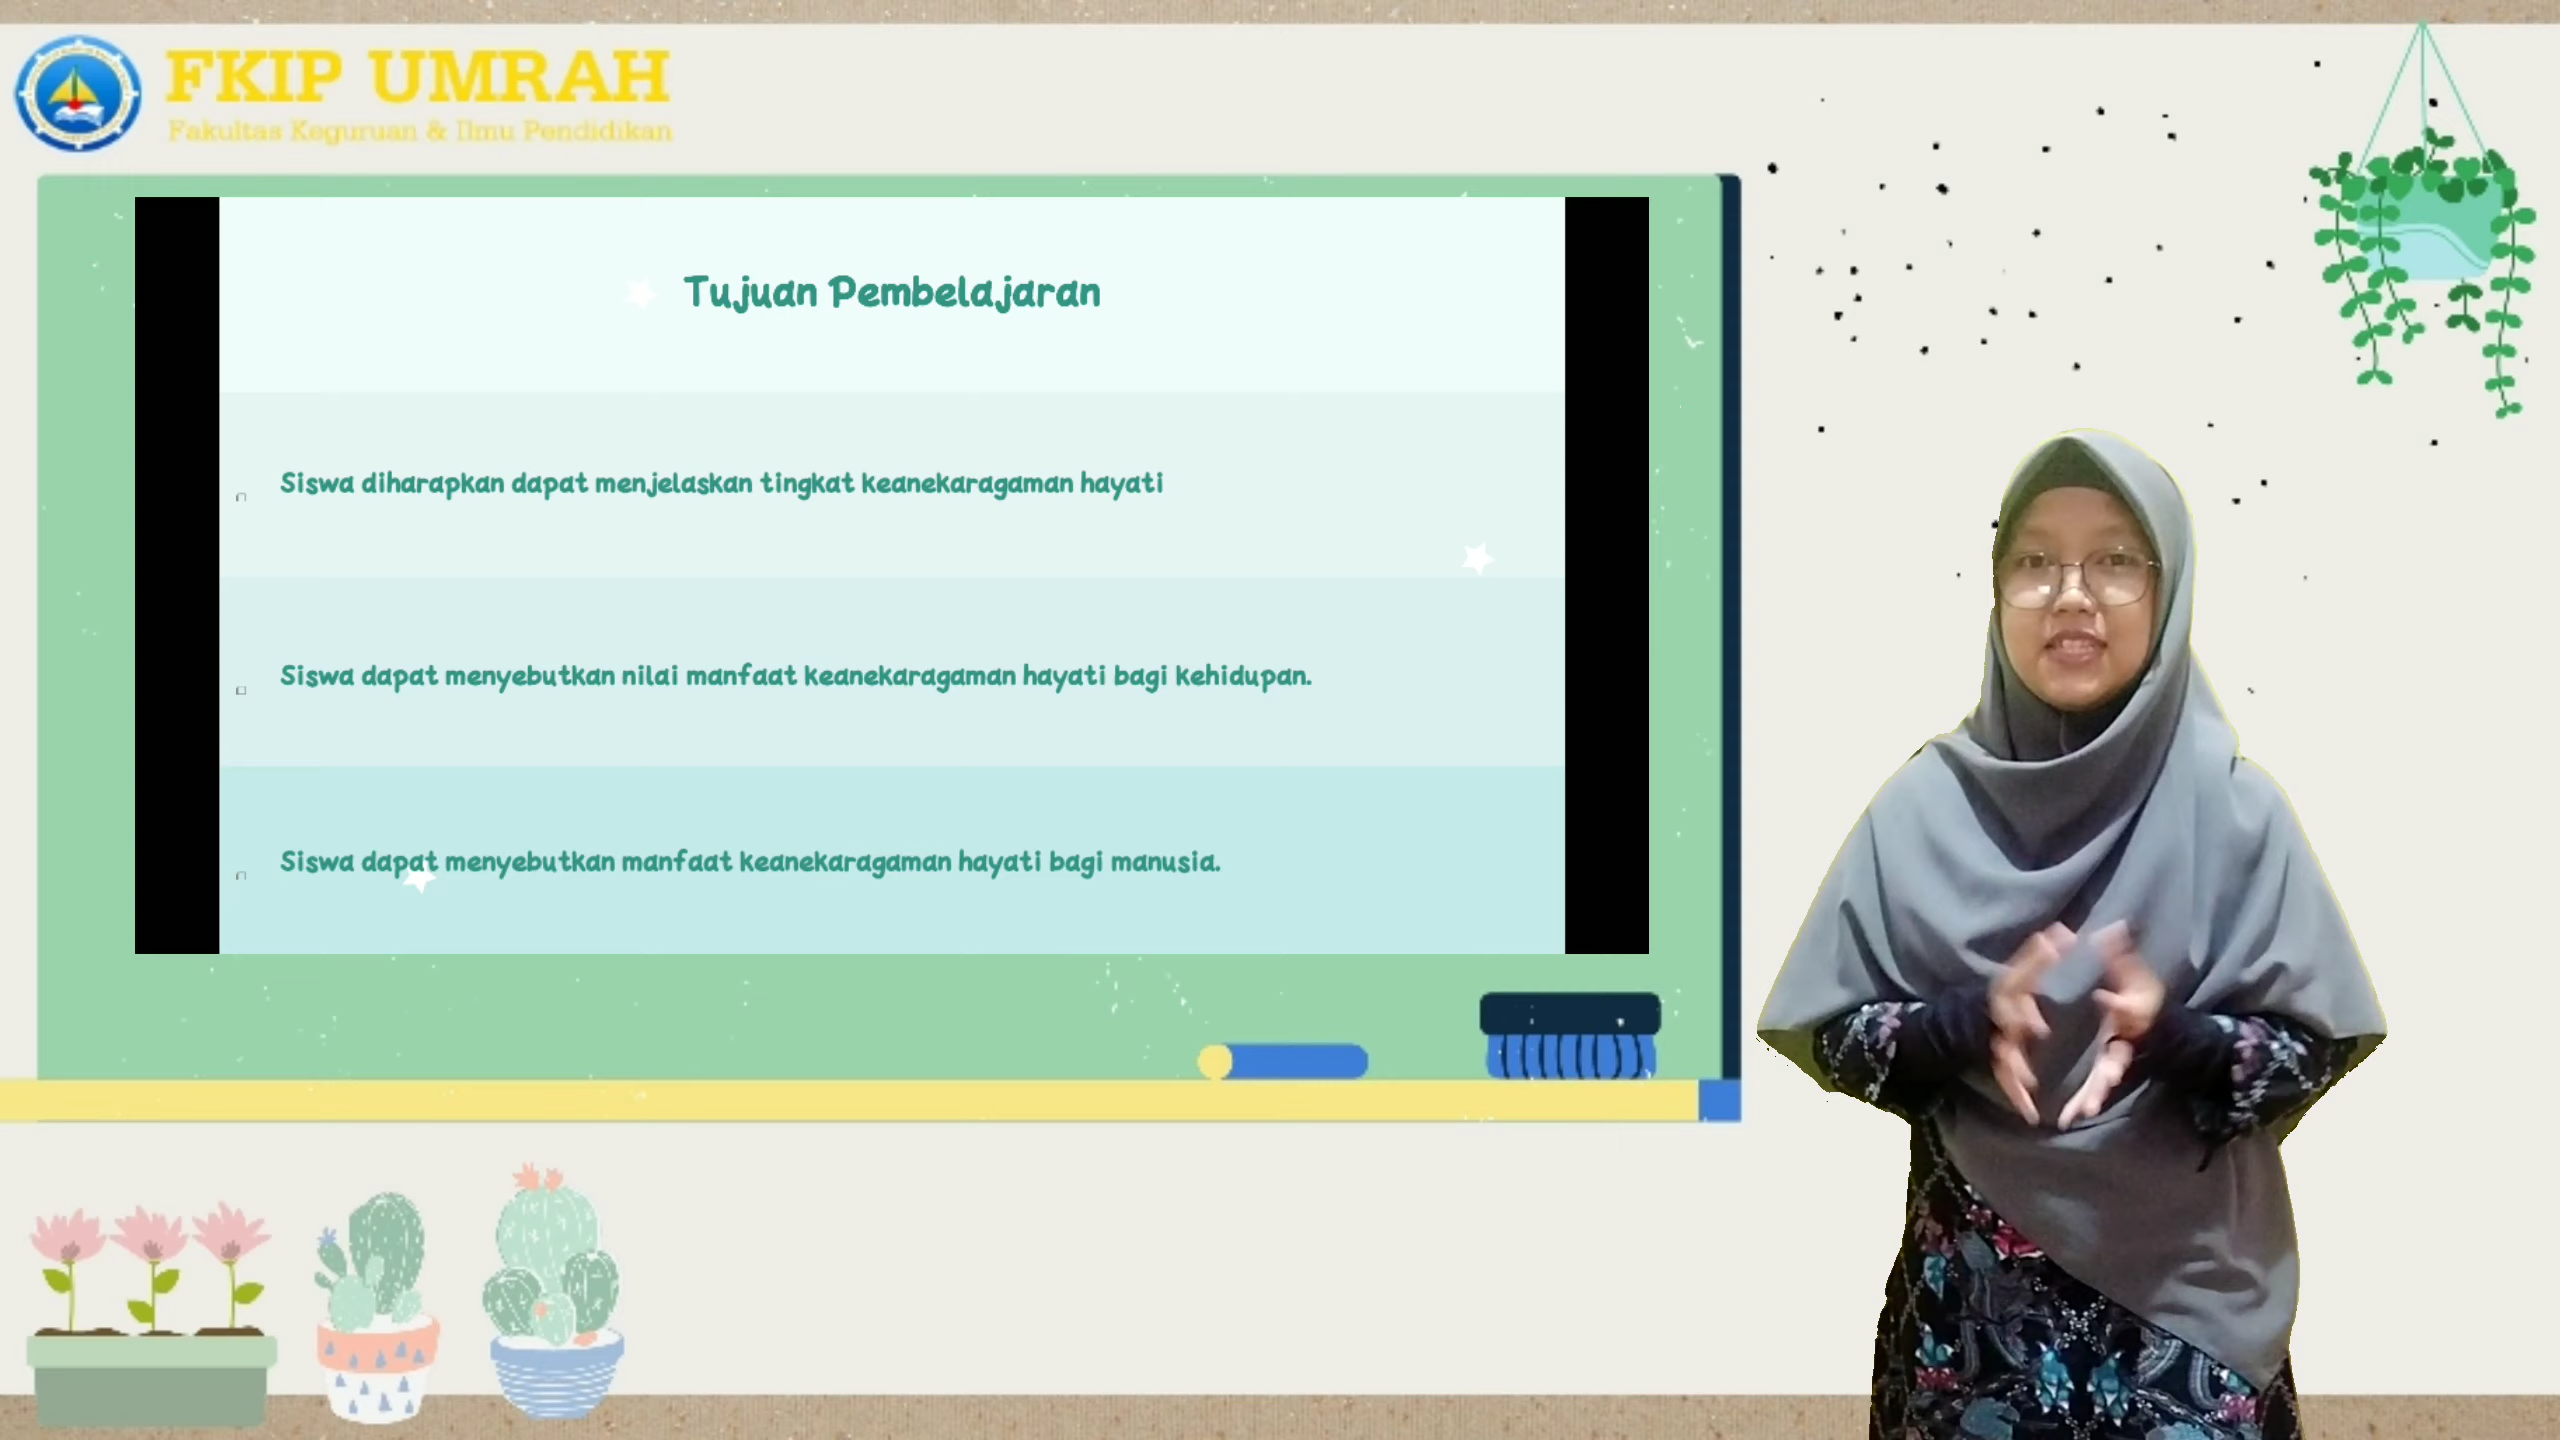 FKIP UMRAH
Fakultas Keguruan & Ilmu Pendidikan
Tujuan Pembelajaran
Siswa diharapkan dapat menjelaskan tingkat keanekaragaman hayati
Siswa dapat menyebutkan nilai manfaat keanekaragaman hayati bagi kehidupan.
Siswa dapat menyebutkan manfaat keanekaragaman hayati bagi manusia.